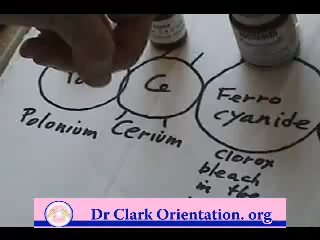 Ce
Ferro
cyanide
Polonium
Cerium
clorox
bleach
in the
Dr Clark Orientation. org